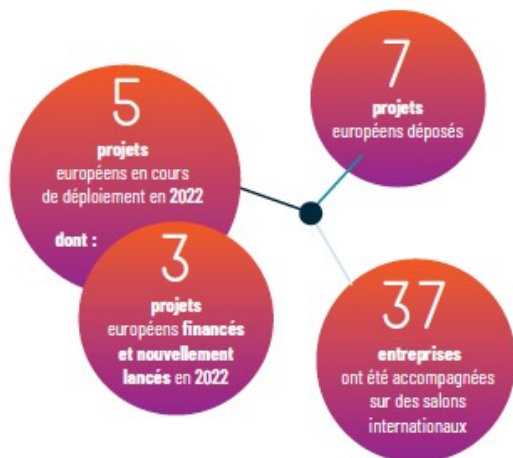 5
projets
européens en cours
de déploiement en 2022
dont :
3
projets
européens financés
et nouvellement
lancés en 2022
7
projets
européens déposés
37
entreprises
ont été accompagnées
sur des salons
internationaux